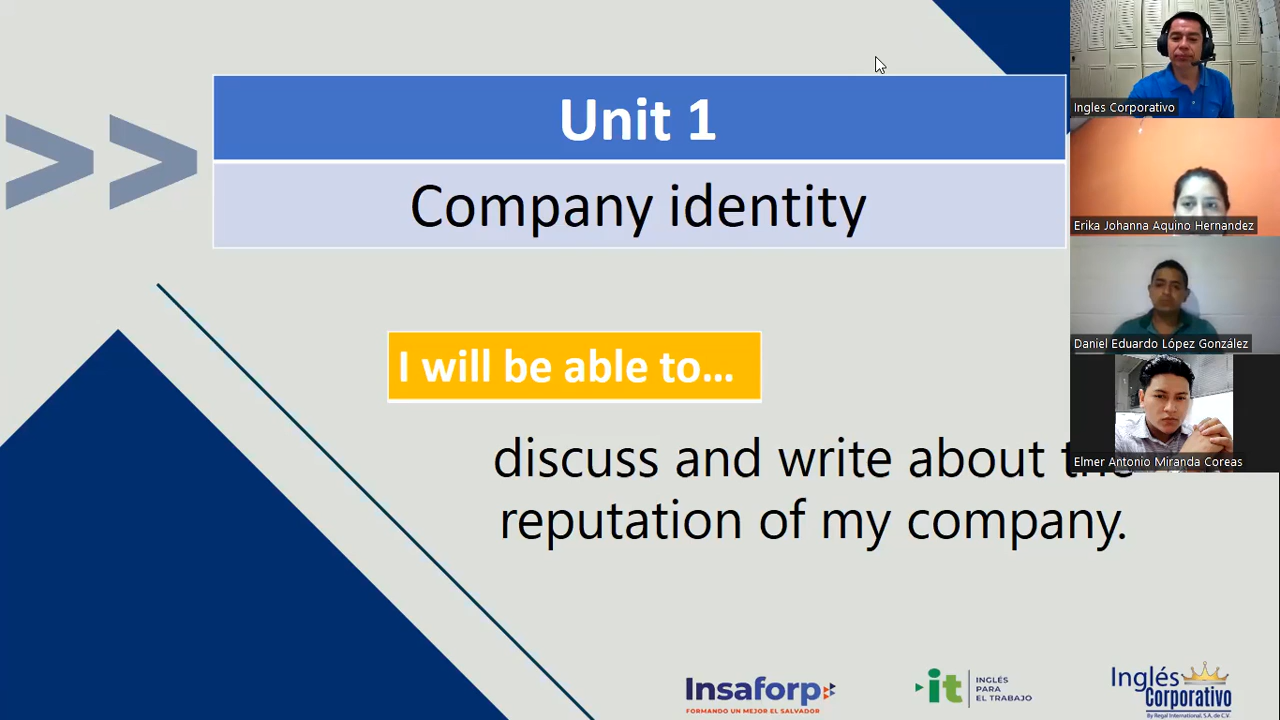 Unit 1
Company identity
I will be able to...
discuss and write about the
reputation of my company.
Ingles Corporativo
Erika Johanna Aquino Hernandez
Daniel Eduardo López González
Elmer Antonio Miranda Coreas
Insaforp
FORMANDO UN MEJOR EL SALVADOR
it
INGLÉS
PARA
EL TRABAJO
Inglés
Corporativo
By Regal International, S.A. de C.V.